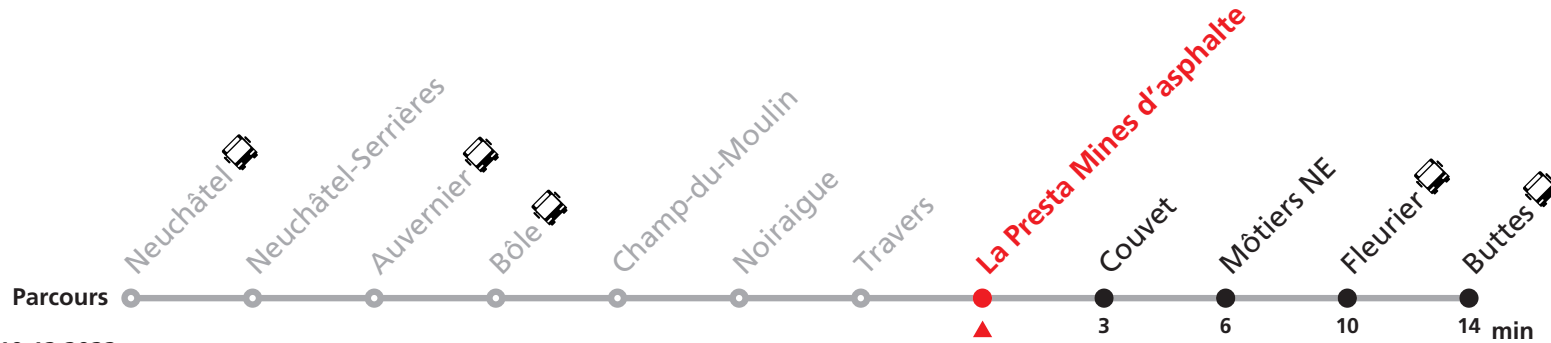 Neuchâtel
Neuchâtel-Serrières
Auvernier
Bôle
Champ-du-Moulin
Noiraigue
Travers
La Presta Mines d'asphalte
Couvet
Môtiers NE
Fleurier
Buttes
Parcours
3 6 10 14 min